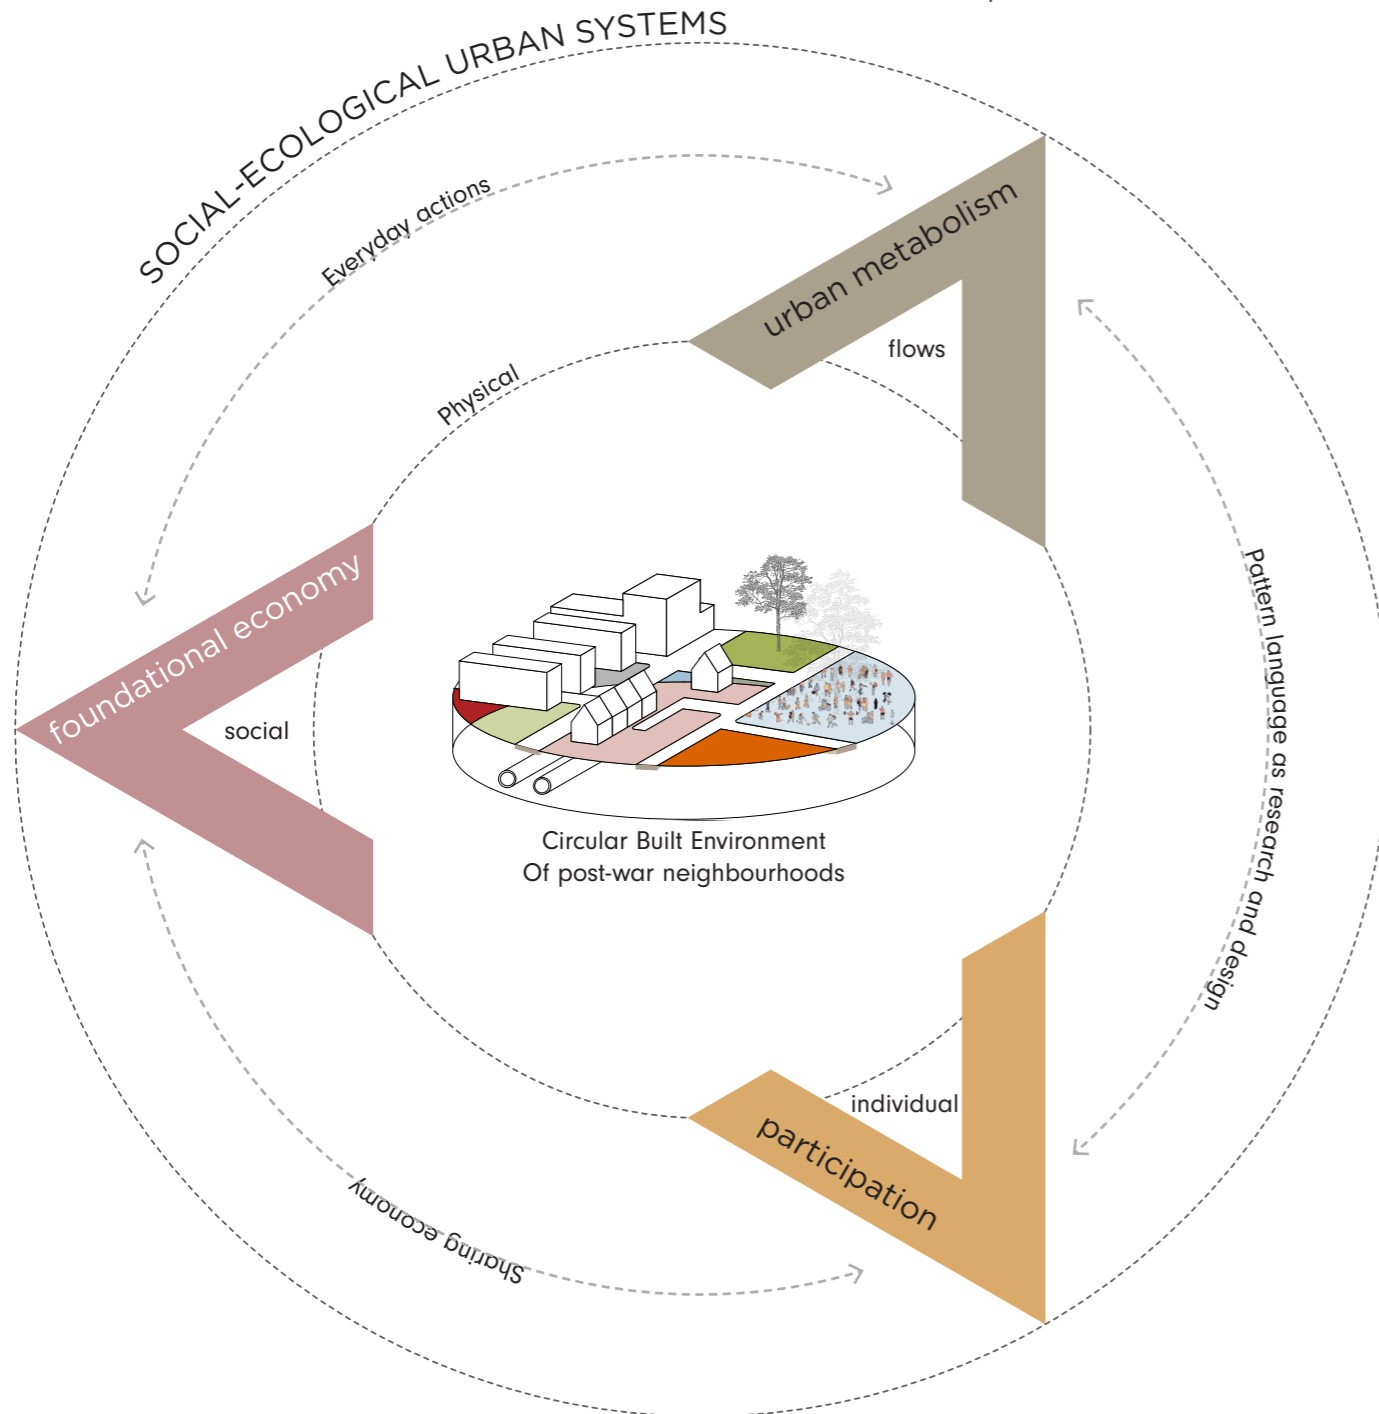 SOCIAL-ECOLOGICAL URBAN SYSTEMS
Everyday actions
urban metabolism
flows
Physical
foundational economy
social
Pattern language as research and design
Circular Built Environment
Of post-war neighbourhoods
individual
participation
Sharing economy